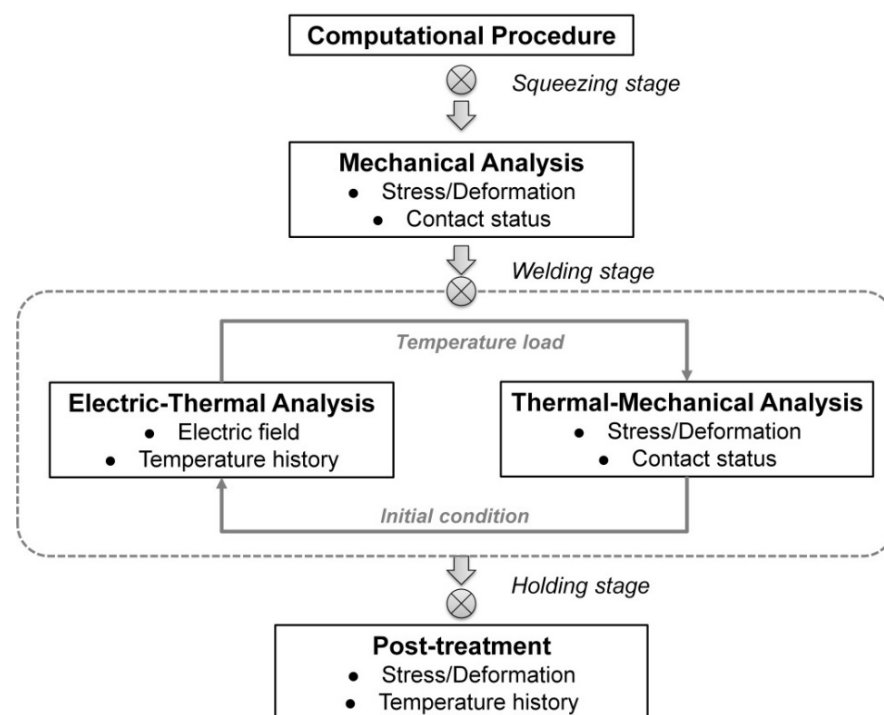 Computational Procedure
Squeezing stage
Mechanical Analysis
● Stress/Deformation
● Contact status
Welding stage
Temperature load
Electric-Thermal Analysis
● Electric field
● Temperature history
Thermal-Mechanical Analysis
● Stress/Deformation
● Contact status
Initial condition
Holding stage
Post-treatment
● Stress/Deformation
● Temperature history